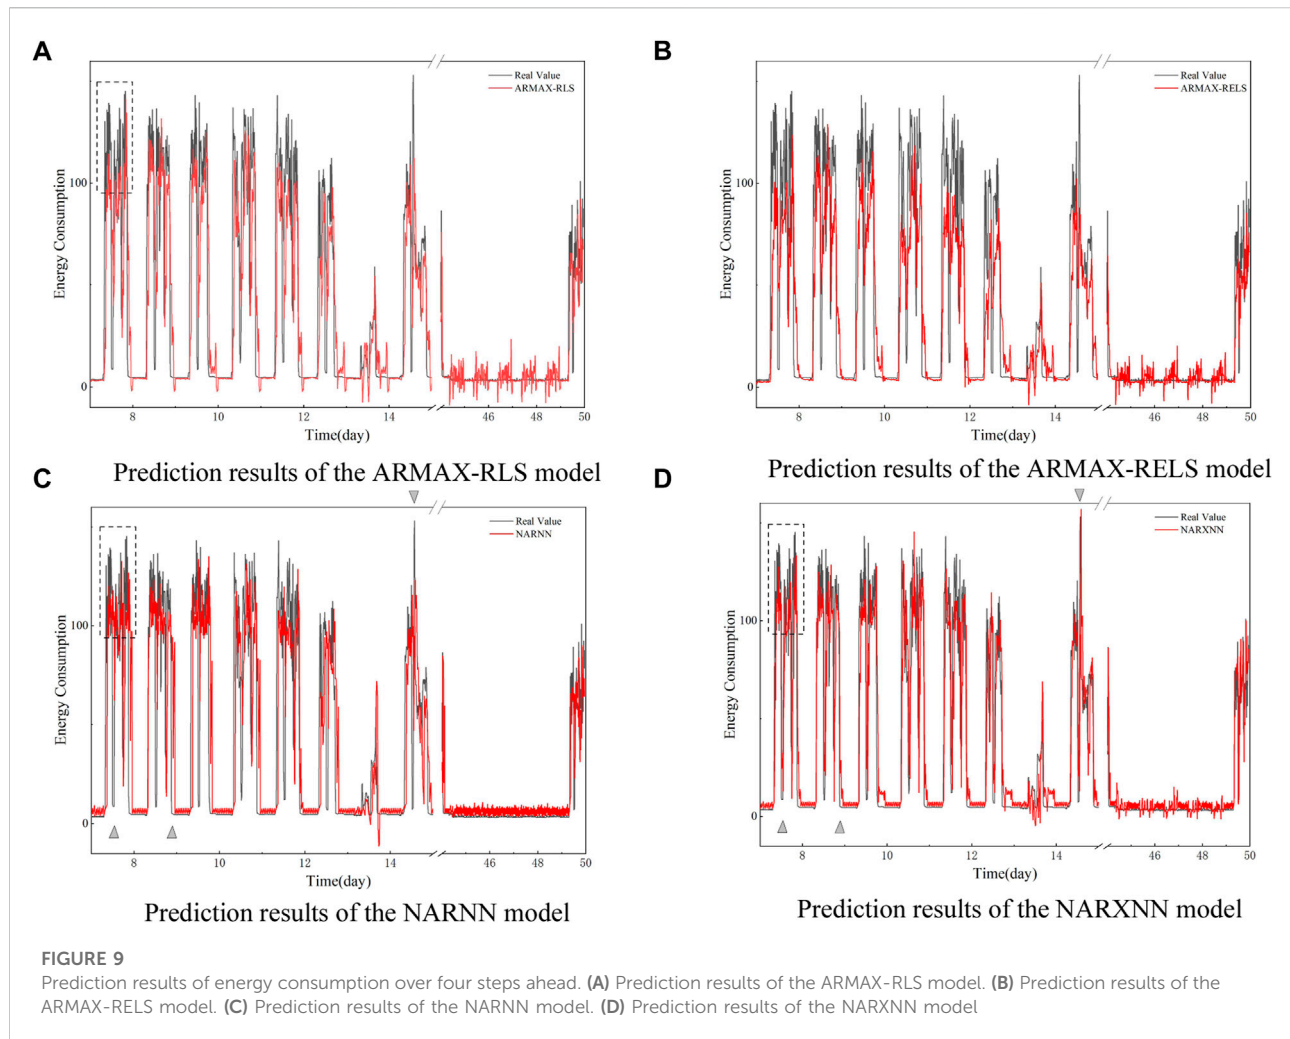 A
Real Value
ARMAX-RLS
Energy Consumption
100
0
8
10
12
14
46
48
50
Time(day)
Prediction results of the ARMAX-RLS model
B
Real Value
ARMAX-RELS
Energy Consumption
100
0
8
10
12
14
46
48
50
Time(day)
Prediction results of the ARMAX-RELS model
C
Real Value
NARNN
Energy Consumption
100
0
8
10
12
14
46
48
50
Time(day)
Prediction results of the NARNN model
D
Real Value
NARXNN
Energy Consumption
100
0
8
10
12
14
46
48
50
Time(day)
Prediction results of the NARXNN model
FIGURE 9
Prediction results of energy consumption over four steps ahead. (A) Prediction results of the ARMAX-RLS model. (B) Prediction results of the
ARMAX-RELS model. (C) Prediction results of the NARNN model. (D) Prediction results of the NARXNN model